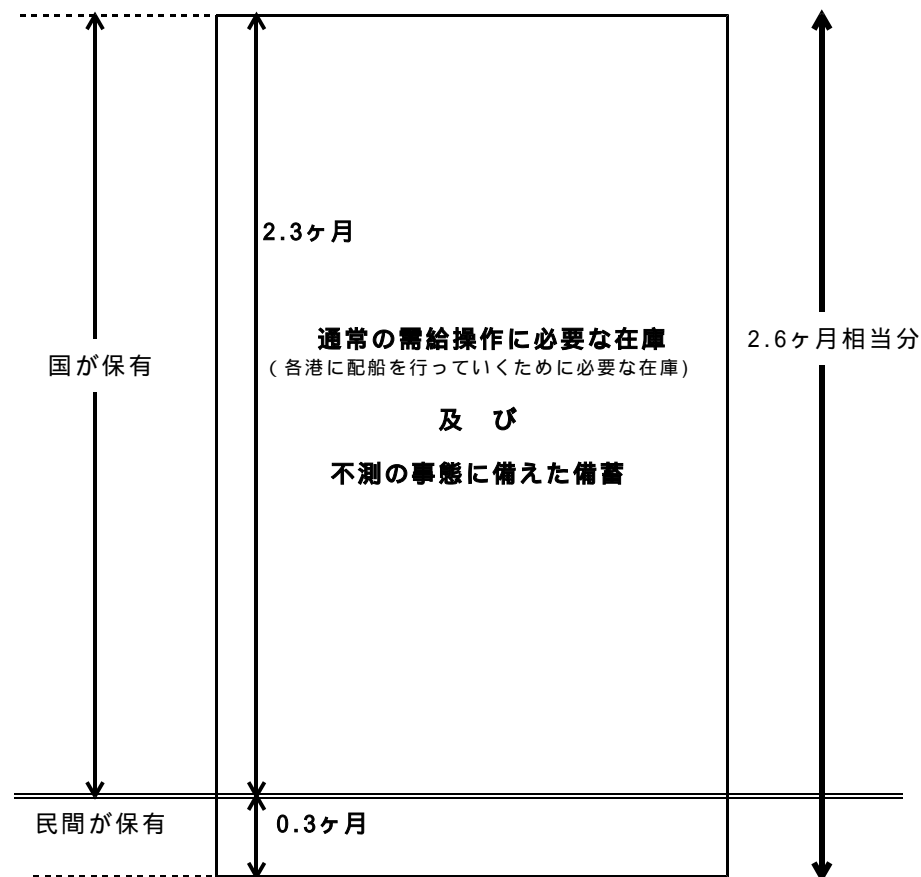 2.3ヶ月
通常の需給操作に必要な在庫
(各港に配船を行っていくために必要な在庫)
2.6ヶ月相当分
国が保有
及 び
不測の事態に備えた備蓄
民間が保有
0.3ヶ月